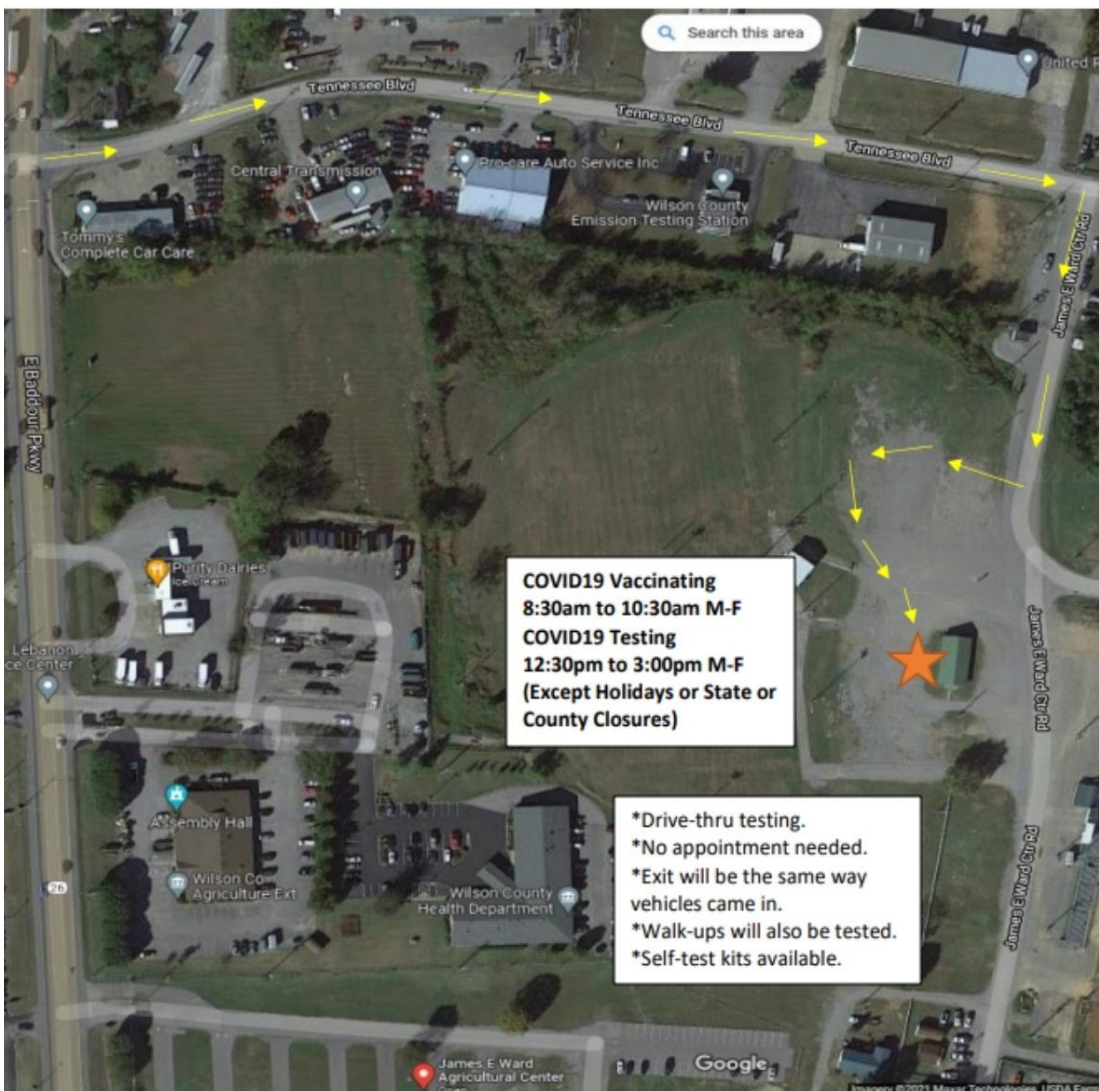 Search this area
United R
Tennessee Blvd
Tennessee Blvd
Tennessee Blvd
Central Transmission
Pro-care Auto Service Inc
Wilson County
Emission Testing Station
Tommy's
Complete Car Care
James E Ward Ctr Rd
E Baddour Pkwy
Purity Dairies
Ice Cream
Lebanon
ce Center
COVID19 Vaccinating
8:30am to 10:30am M-F
COVID19 Testing
12:30pm to 3:00pm M-F
(Except Holidays or State or
County Closures)
James E Ward Ctr Rd
Assembly Hall
Wilson Co
Agriculture Ext
26
Wilson County
Health Department
*Drive-thru testing.
*No appointment needed.
*Exit will be the same way
vehicles came in.
*Walk-ups will also be tested.
*Self-test kits available.
James E Ward Ctr Rd
James E Ward
Agricultural Center
Open
Google
Imagery ©2021 Maxar Technologies, USDA Farm